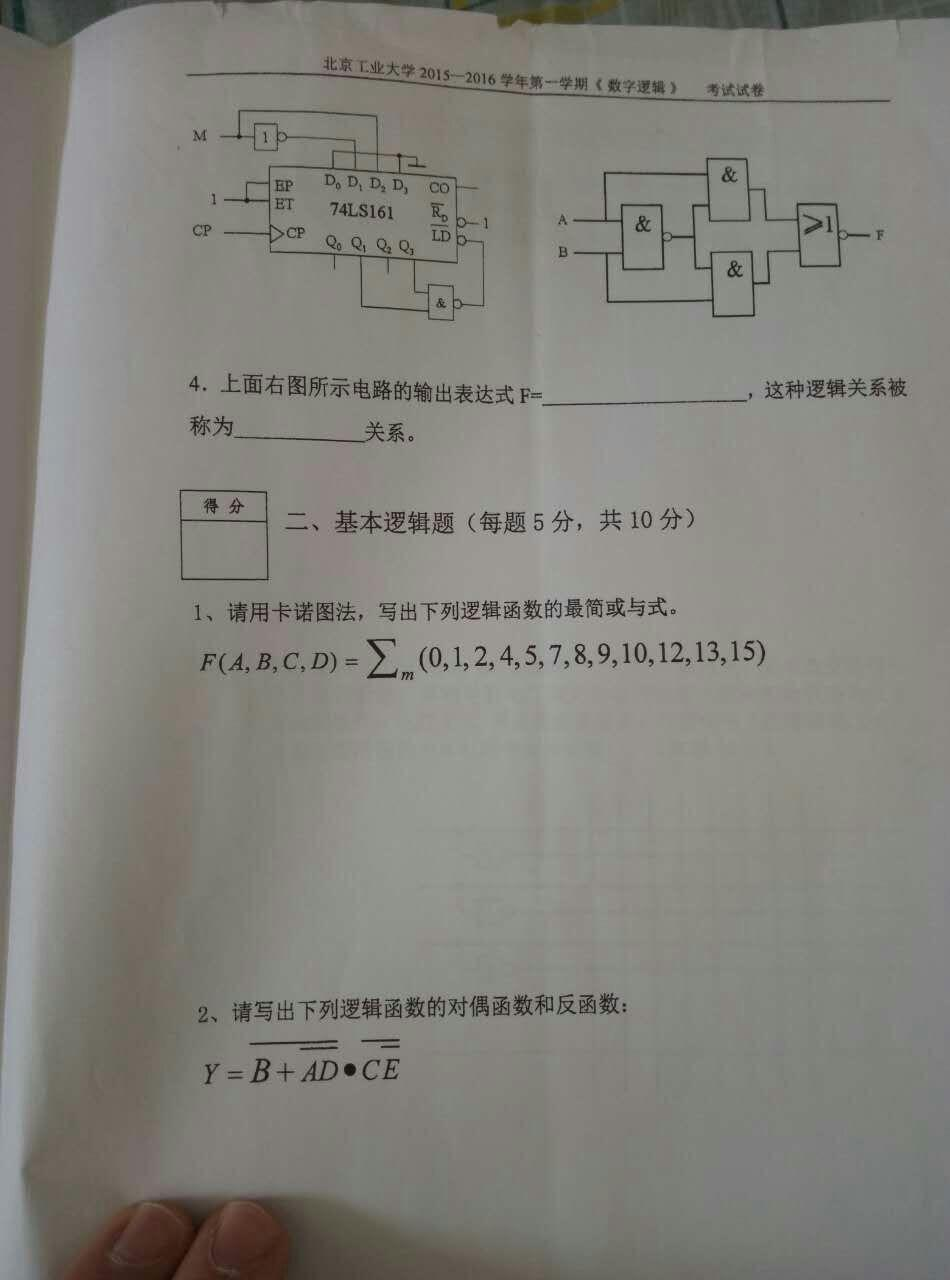 北京工业大学 2015—2016 学年第一学期《 数字逻辑 》 考试试卷
M 1
D₀ D₁ D₂ D₃ CO
EP
1 ET 74LS161 R̅D̅ 1
CP CP L̅D̅
Q₀ Q₁ Q₂ Q₃
&
&
A & ≥1 F
B
&
4. 上面右图所示电路的输出表达式 F=____________________,这种逻辑关系被
称为____________关系。
得 分
二、基本逻辑题(每题 5 分,共 10 分)
1、请用卡诺图法,写出下列逻辑函数的最简或与式。
F(A, B, C, D) = ∑m (0,1,2,4,5,7,8,9,10,12,13,15)
2、请写出下列逻辑函数的对偶函数和反函数:
Y = B + AD • CE